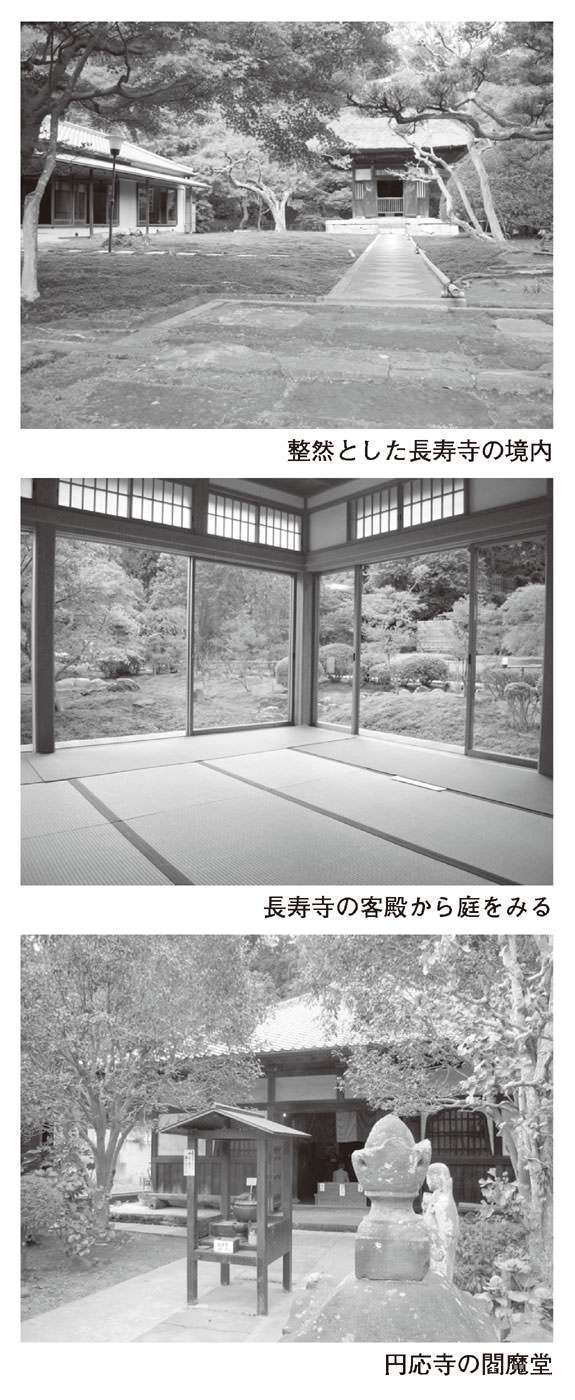 整然とした長寿寺の境内
長寿寺の客殿から庭をみる
円応寺の閻魔堂